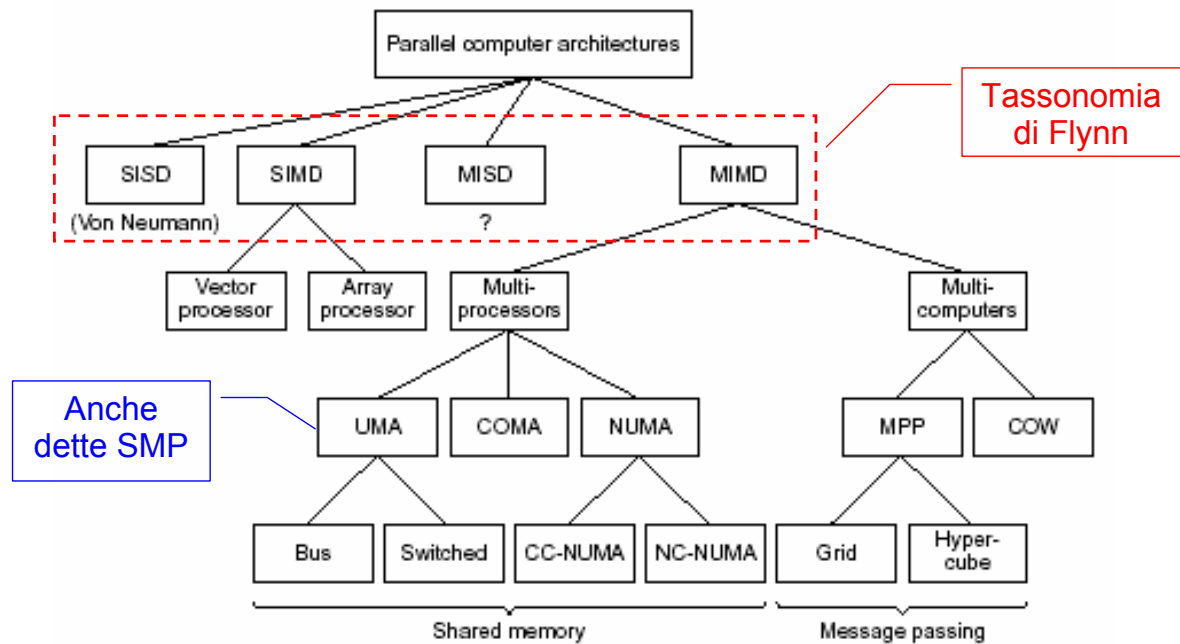 Parallel computer architectures
Tassonomia
di Flynn
SISD
SIMD
MISD
MIMD
(Von Neumann)
?
Vector
processor
Array
processor
Multi-
processors
Multi-
computers
Anche
dette SMP
UMA
COMA
NUMA
MPP
COW
Bus
Switched
CC-NUMA
NC-NUMA
Grid
Hyper-
cube
Shared memory
Message passing